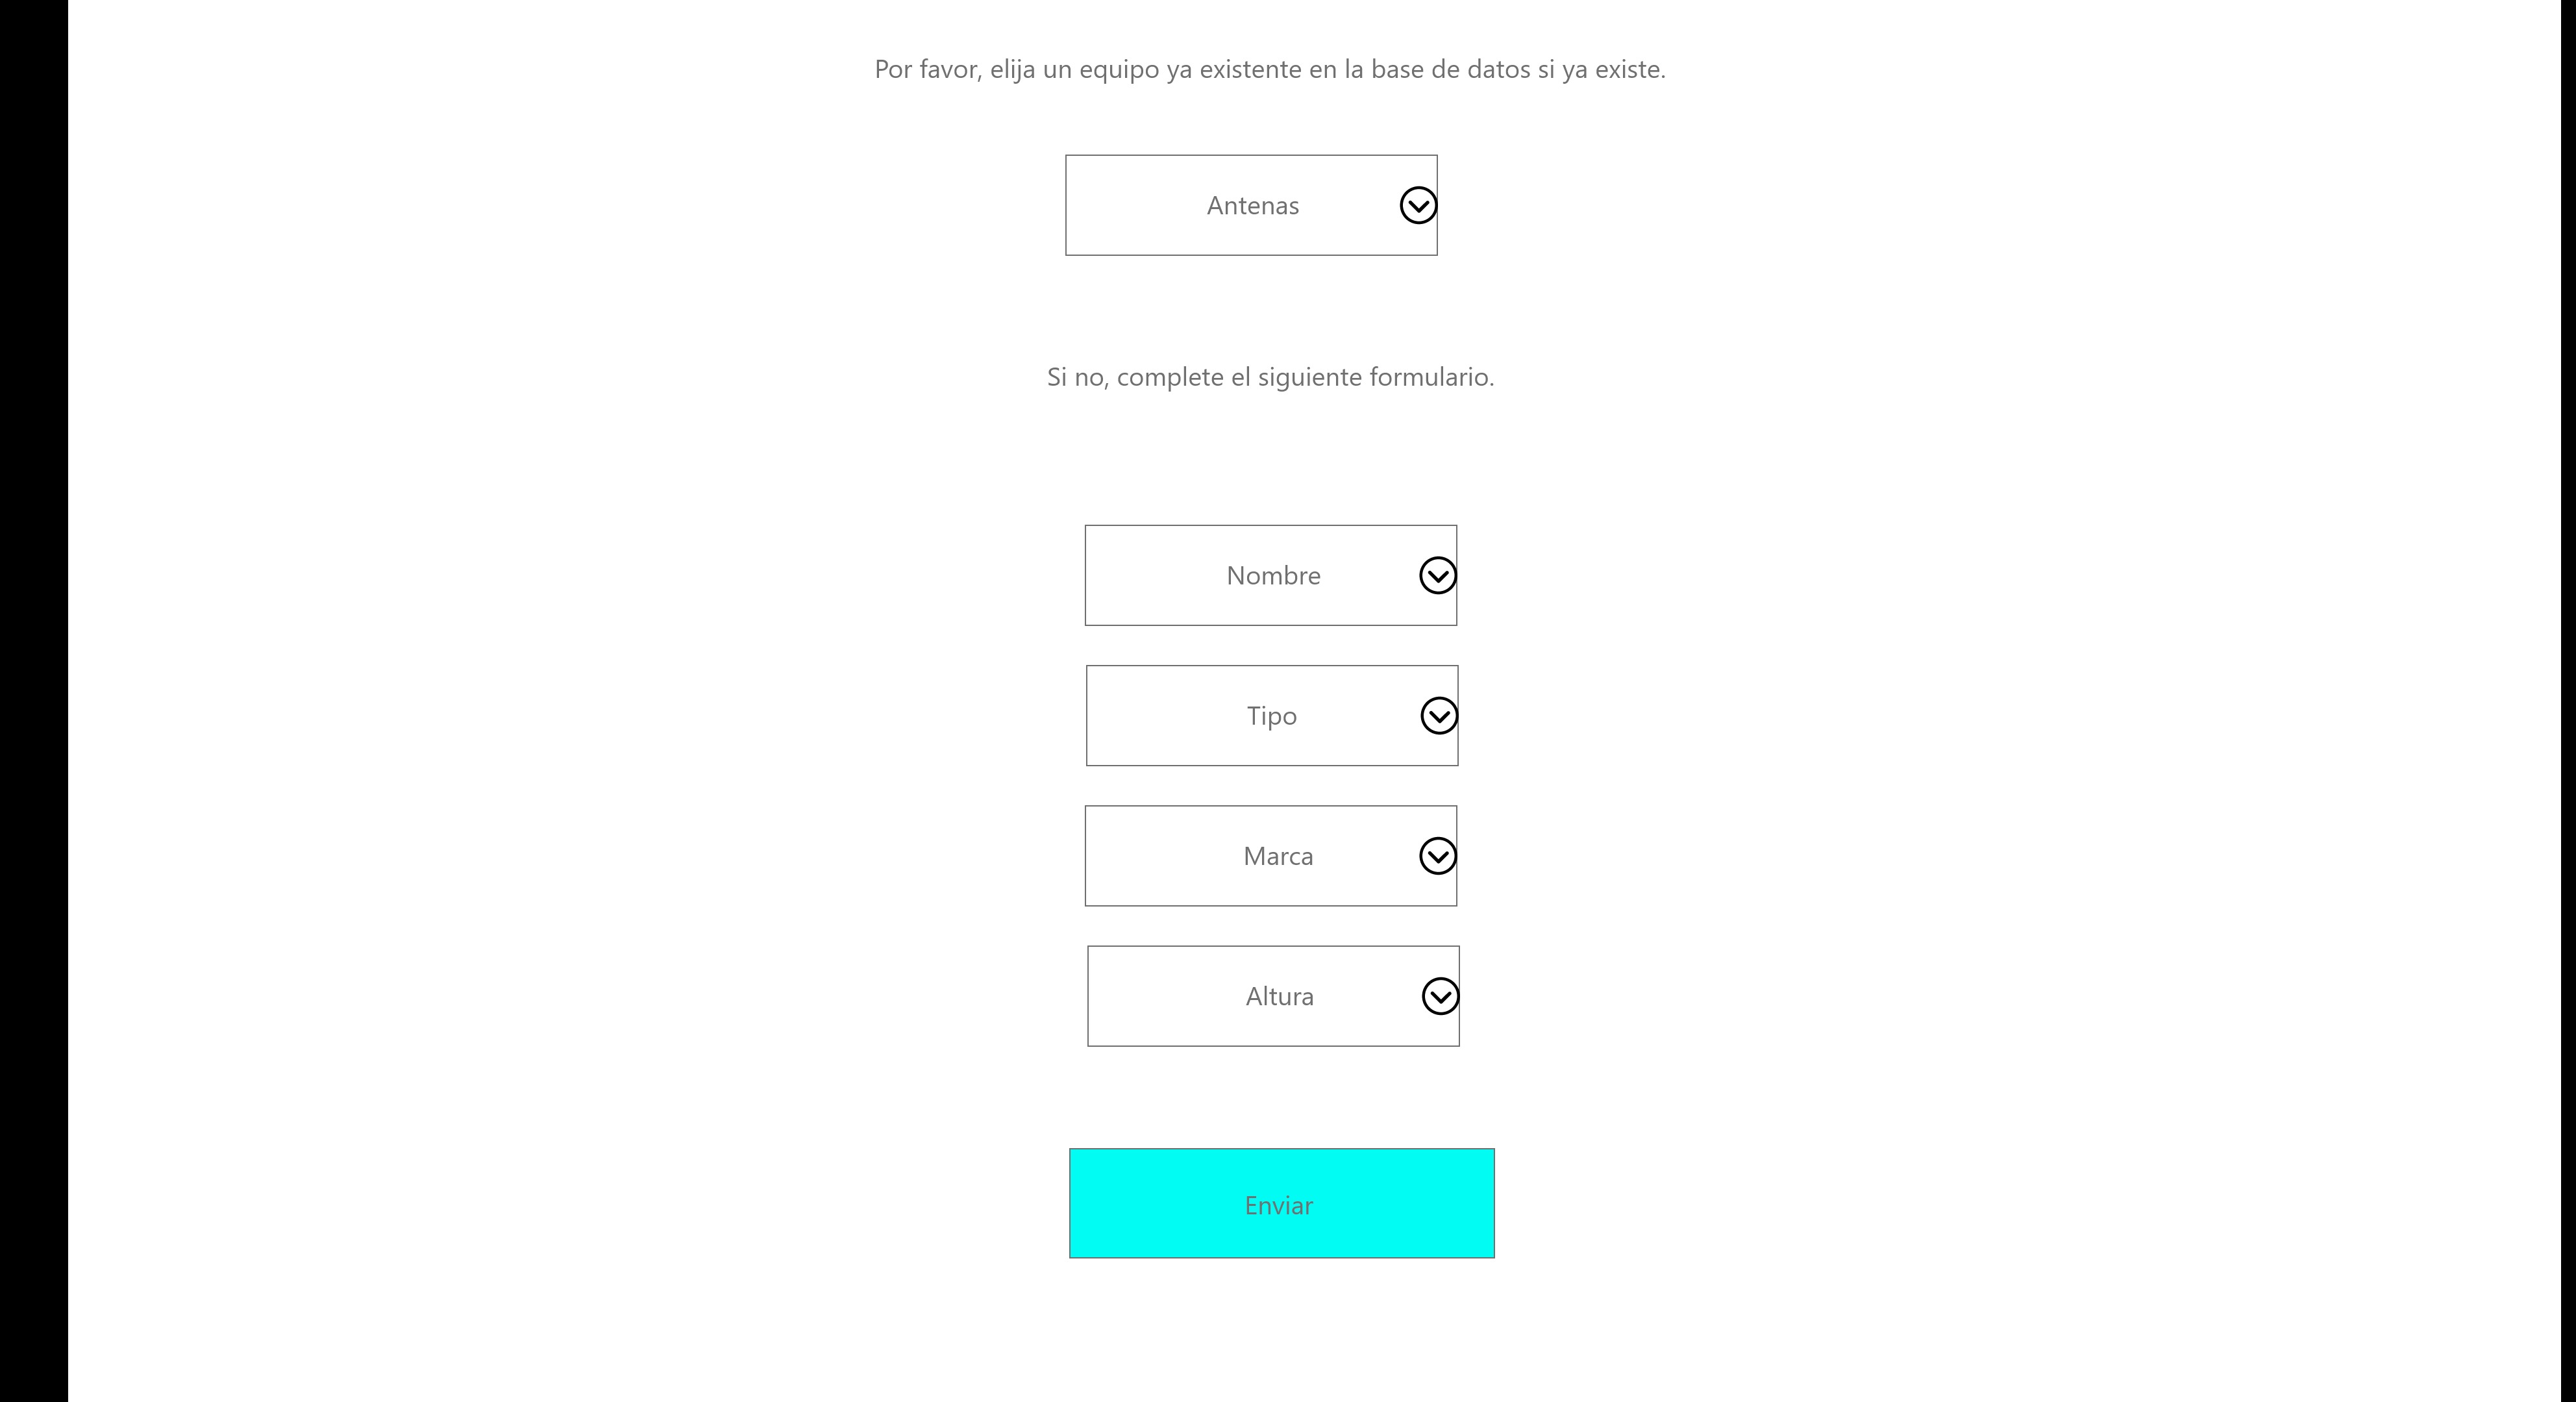 Por favor, elija un equipo ya existente en la base de datos si ya existe.
Antenas
Si no, complete el siguiente formulario.
Nombre
Tipo
Marca
Altura
Enviar